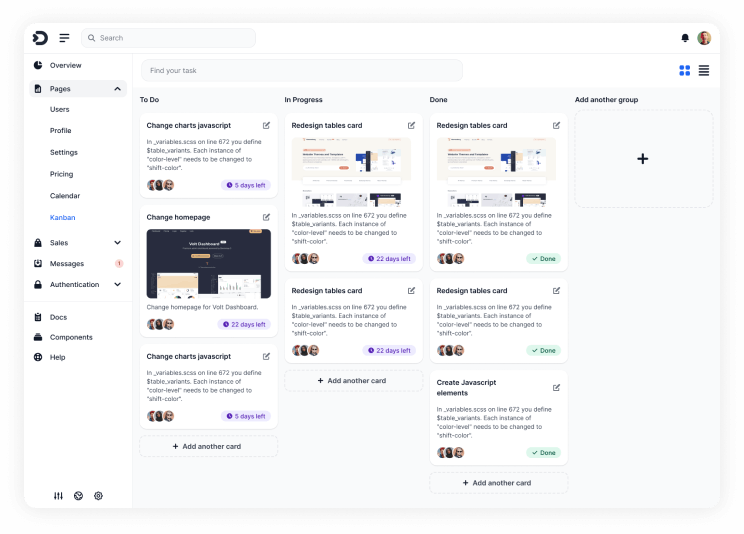 Search
Overview
Pages
Users
Profile
Settings
Pricing
Calendar
Kanban
Sales
Messages
1
Authentication
Docs
Components
Help
Find your task
To Do
Change charts javascript
In _variables.scss on line 672 you define
$table_variants. Each instance of
"color-level" needs to be changed to
"shift-color".
5 days left
Change homepage
Volt Dashboard
Change homepage for Volt Dashboard.
22 days left
Change charts javascript
In _variables.scss on line 672 you define
$table_variants. Each instance of
"color-level" needs to be changed to
"shift-color".
5 days left
+ Add another card
In Progress
Redesign tables card
Website Themes and Templates
In _variables.scss on line 672 you define
$table_variants. Each instance of
"color-level" needs to be changed to
"shift-color".
22 days left
Redesign tables card
In _variables.scss on line 672 you define
$table_variants. Each instance of
"color-level" needs to be changed to
"shift-color".
22 days left
+ Add another card
Done
Redesign tables card
Website Themes and Templates
In _variables.scss on line 672 you define
$table_variants. Each instance of
"color-level" needs to be changed to
"shift-color".
Done
Redesign tables card
In _variables.scss on line 672 you define
$table_variants. Each instance of
"color-level" needs to be changed to
"shift-color".
Done
Create Javascript
elements
In _variables.scss on line 672 you define
$table_variants. Each instance of
"color-level" needs to be changed to
"shift-color".
Done
+ Add another card
Add another group
+